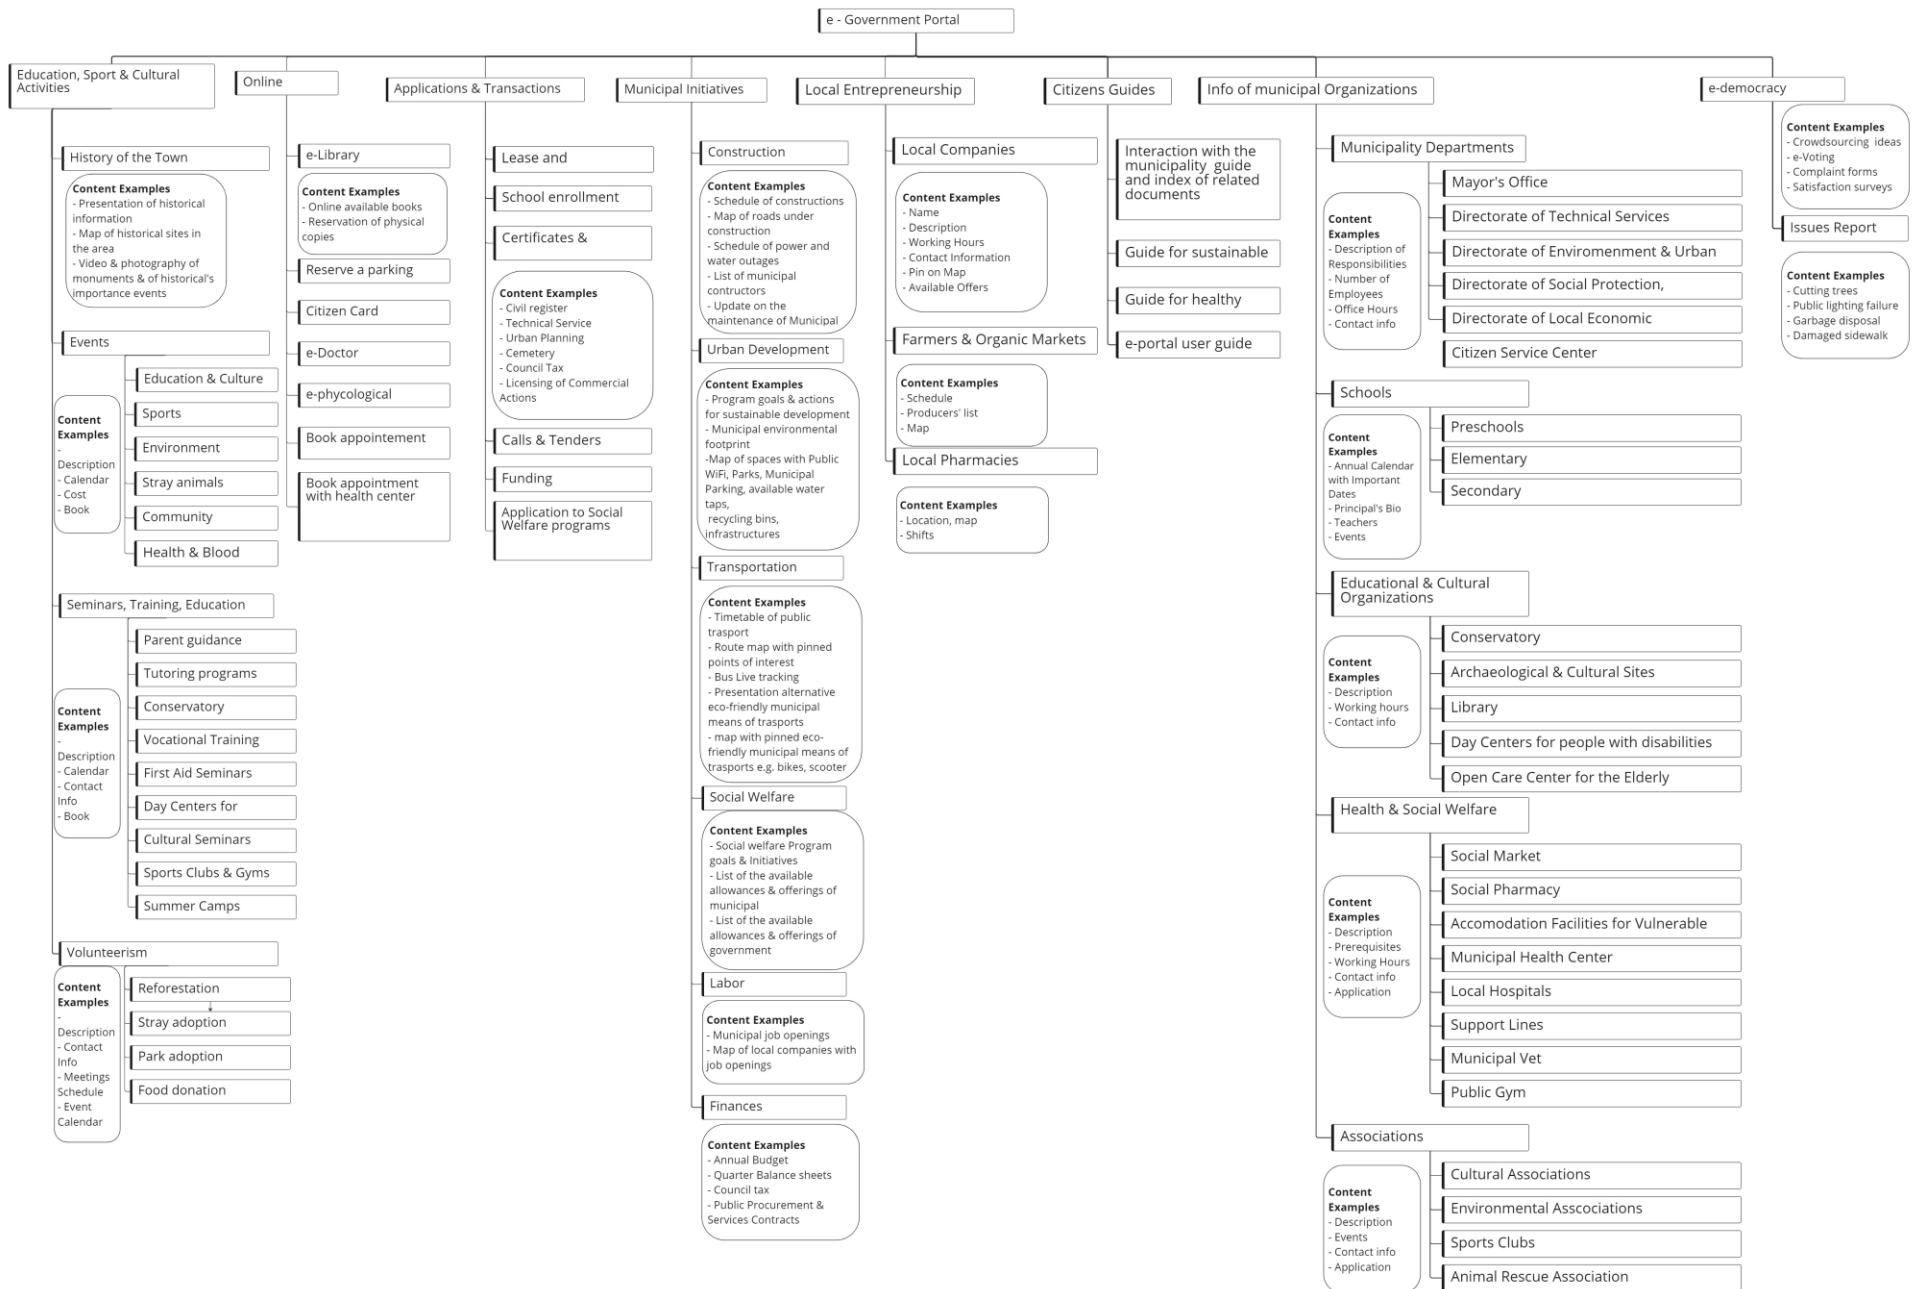 e - Government Portal
Education, Sport & Cultural
Activities
History of the Town
Content Examples
- Presentation of historical
information
- Map of historical sites in
the area
- Video & photography of
monuments & of historical's
importance events
Events
Education & Culture
Sports
Environment
Stray animals
Community
Health & Blood
Content
Examples
-
Description
- Calendar
- Cost
- Book
Seminars, Training, Education
Parent guidance
Tutoring programs
Conservatory
Vocational Training
First Aid Seminars
Day Centers for
Cultural Seminars
Sports Clubs & Gyms
Summer Camps
Content
Examples
-
Description
- Calendar
- Contact
Info
- Book
Volunteerism
Reforestation
Stray adoption
Park adoption
Food donation
Content
Examples
-
Description
- Contact
Info
- Meetings
Schedule
- Event
Calendar
Online
e-Library
Content Examples
- Online available books
- Reservation of physical
copies
Reserve a parking
Citizen Card
e-Doctor
e-phycological
Book appointement
Book appointment
with health center
Applications & Transactions
Lease and
School enrollment
Certificates &
Content Examples
- Civil register
- Technical Service
- Urban Planning
- Cemetery
- Council Tax
- Licensing of Commercial
Actions
Calls & Tenders
Funding
Application to Social
Welfare programs
Municipal Initiatives
Construction
Content Examples
- Schedule of constructions
- Map of roads under
construction
- Schedule of power and
water outages
- List of municipal
contructors
- Update on the
maintenance of Municipal
Urban Development
Content Examples
- Program goals & actions
for sustainable development
- Municipal environmental
footprint
-Map of spaces with Public
WiFi, Parks, Municipal
Parking, available water
taps,
recycling bins,
infrastructures
Transportation
Content Examples
- Timetable of public
trasport
- Route map with pinned
points of interest
- Bus Live tracking
- Presentation alternative
eco-friendly municipal
means of trasports
- map with pinned eco-
friendly municipal means of
trasports e.g. bikes, scooter
Social Welfare
Content Examples
- Social welfare Program
goals & Initiatives
- List of the available
allowances & offerings of
municipal
- List of the available
allowances & offerings of
government
Labor
Content Examples
- Municipal job openings
- Map of local companies with
job openings
Finances
Content Examples
- Annual Budget
- Quarter Balance sheets
- Council tax
- Public Procurement &
Services Contracts
Local Entrepreneurship
Local Companies
Content Examples
- Name
- Description
- Working Hours
- Contact Information
- Pin on Map
- Available Offers
Farmers & Organic Markets
Content Examples
- Schedule
- Producers' list
- Map
Local Pharmacies
Content Examples
- Location, map
- Shifts
Citizens Guides
Interaction with the
municipality guide
and index of related
documents
Guide for sustainable
Guide for healthy
e-portal user guide
Info of municipal Organizations
Municipality Departments
Mayor's Office
Directorate of Technical Services
Directorate of Enviromenment & Urban
Directorate of Social Protection,
Directorate of Local Economic
Citizen Service Center
Content
Examples
- Description of
Responsibilities
- Number of
Employees
- Office Hours
- Contact info
Schools
Preschools
Elementary
Secondary
Content
Examples
- Annual Calendar
with Important
Dates
- Principal's Bio
- Teachers
- Events
Educational & Cultural
Organizations
Conservatory
Archaeological & Cultural Sites
Library
Day Centers for people with disabilities
Open Care Center for the Elderly
Content
Examples
- Description
- Working hours
- Contact info
Health & Social Welfare
Social Market
Social Pharmacy
Accomodation Facilities for Vulnerable
Municipal Health Center
Local Hospitals
Support Lines
Municipal Vet
Public Gym
Content
Examples
- Description
- Prerequisites
- Working Hours
- Contact info
- Application
Associations
Cultural Associations
Environmental Asscociations
Sports Clubs
Animal Rescue Association
Content
Examples
- Description
- Events
- Contact info
- Application
e-democracy
Content Examples
- Crowdsourcing ideas
- e-Voting
- Complaint forms
- Satisfaction surveys
Issues Report
Content Examples
- Cutting trees
- Public lighting failure
- Garbage disposal
- Damaged sidewalk